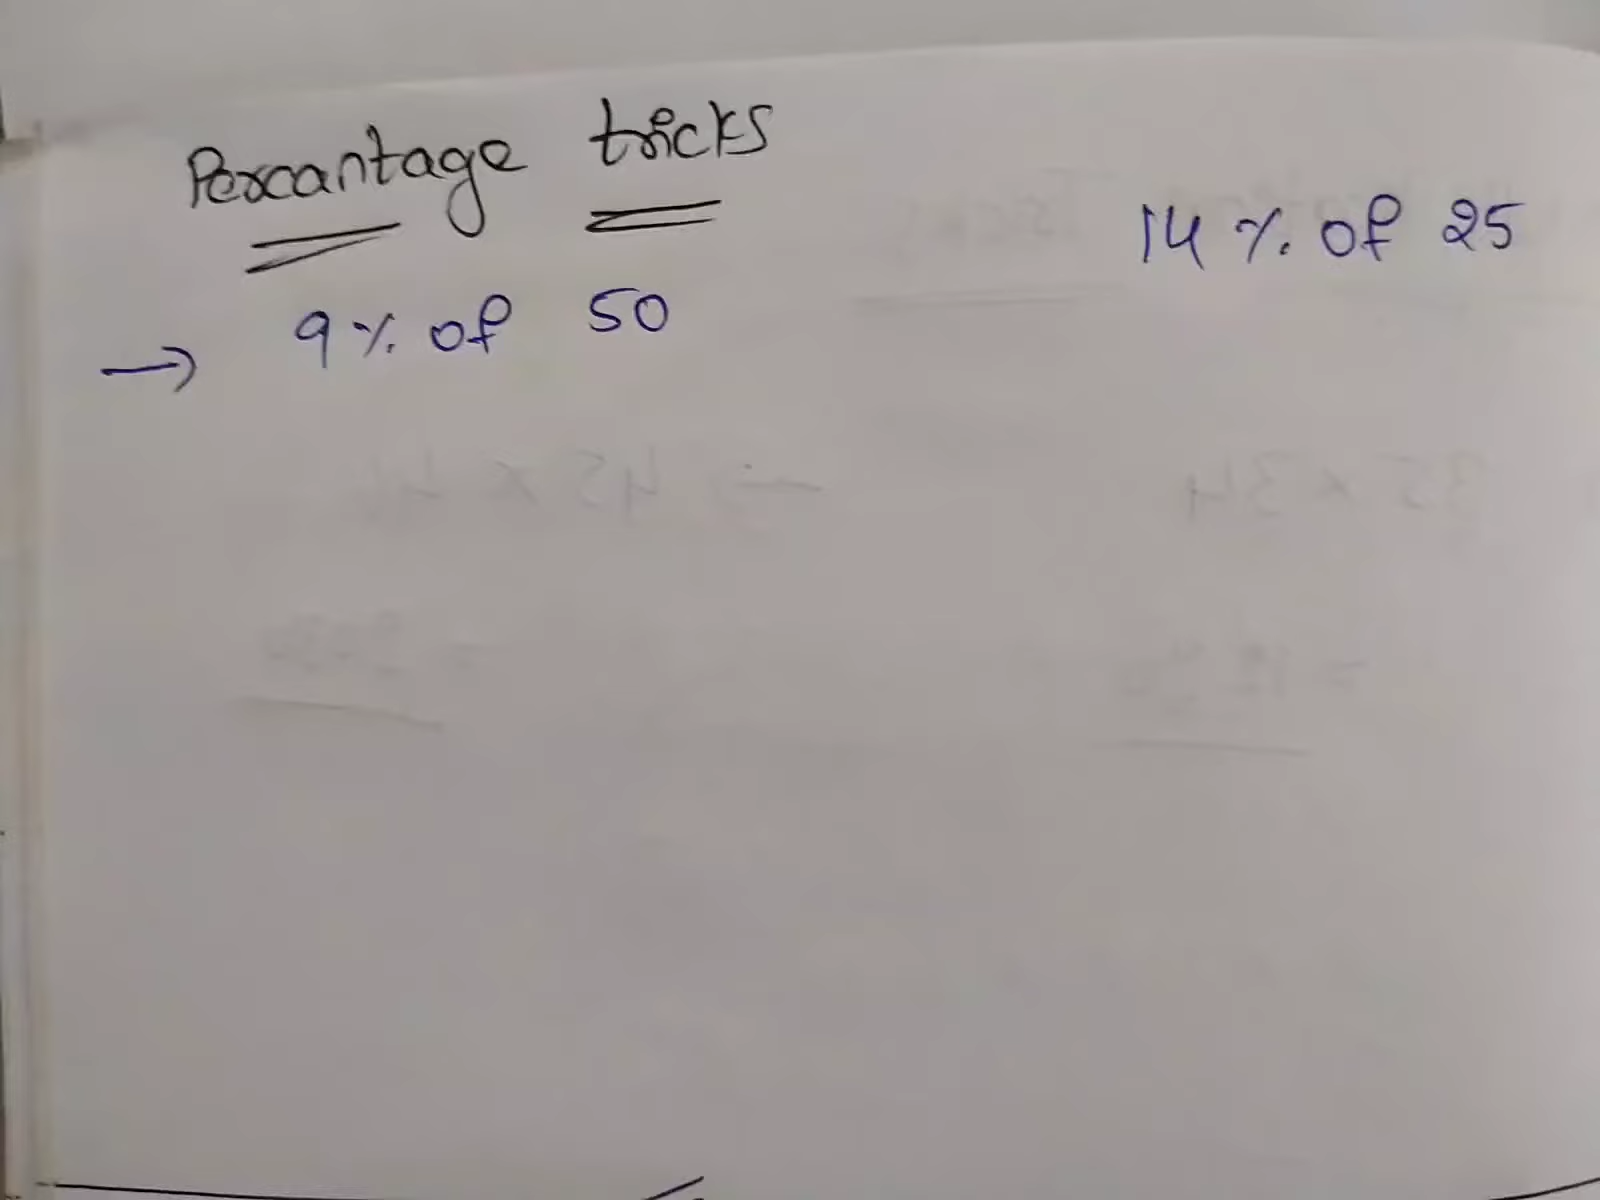 Percantage tricks
14 % of 25
→ 9 % of 50